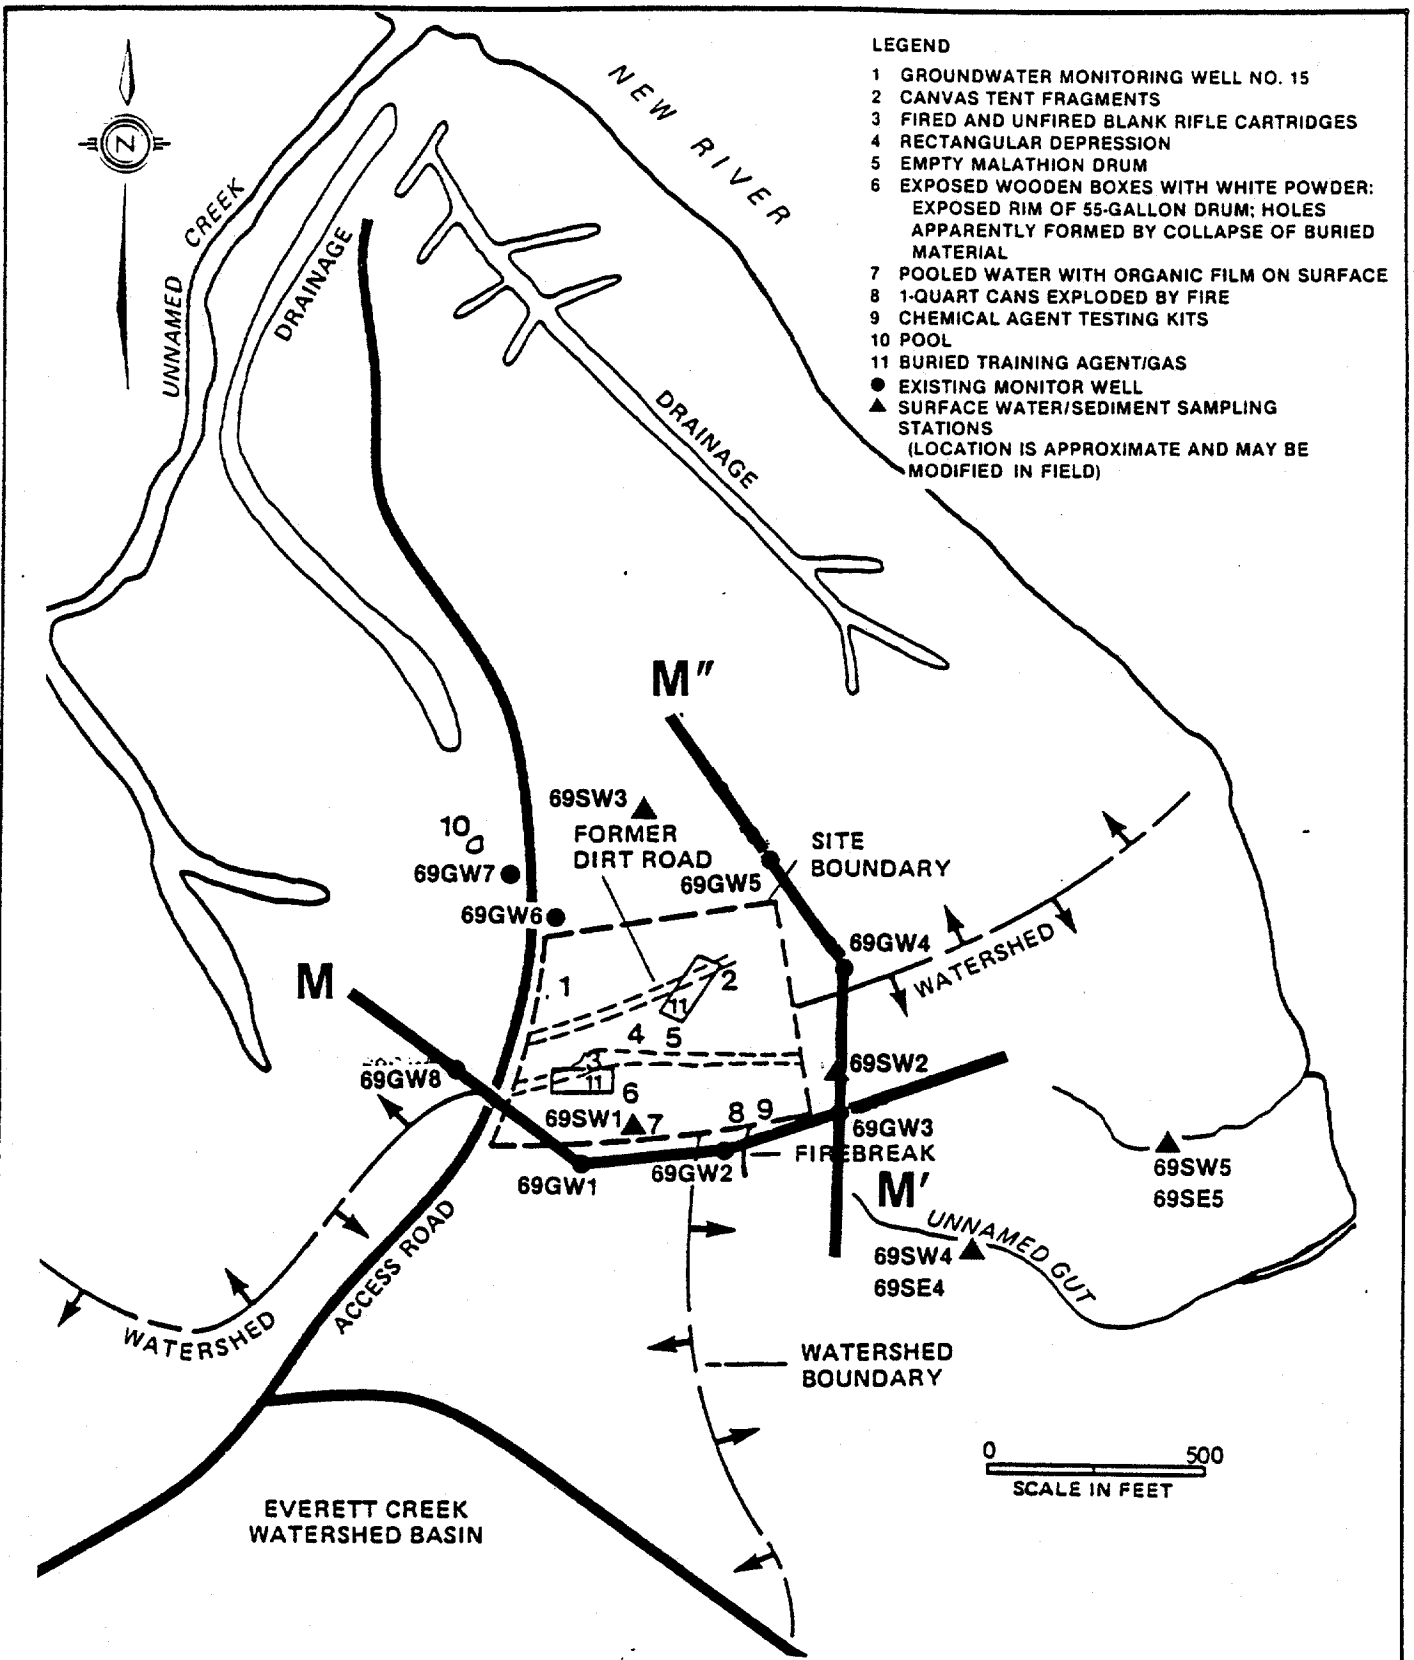 LEGEND
1 GROUNDWATER MONITORING WELL NO. 15
2 CANVAS TENT FRAGMENTS
3 FIRED AND UNFIRED BLANK RIFLE CARTRIDGES
4 RECTANGULAR DEPRESSION
5 EMPTY MALATHION DRUM
6 EXPOSED WOODEN BOXES WITH WHITE POWDER:
EXPOSED RIM OF 55-GALLON DRUM; HOLES
APPARENTLY FORMED BY COLLAPSE OF BURIED
MATERIAL
7 POOLED WATER WITH ORGANIC FILM ON SURFACE
8 1-QUART CANS EXPLODED BY FIRE
9 CHEMICAL AGENT TESTING KITS
10 POOL
11 BURIED TRAINING AGENT/GAS
EXISTING MONITOR WELL
SURFACE WATER/SEDIMENT SAMPLING
STATIONS
(LOCATION IS APPROXIMATE AND MAY BE
MODIFIED IN FIELD)
N
NEW RIVER
UNNAMED CREEK
DRAINAGE
DRAINAGE
M"
69SW3
FORMER
DIRT ROAD
10
69GW7
69GW6
69GW5
SITE
BOUNDARY
69GW4
WATERSHED
M
1
2
11
4
5
3
11
6
69GW8
69SW2
69SW1
7
8
9
69GW3
FIREBREAK
69GW1
69GW2
M'
69SW5
69SE5
UNNAMED GUT
69SW4
69SE4
ACCESS ROAD
WATERSHED
WATERSHED
BOUNDARY
0 500
SCALE IN FEET
EVERETT CREEK
WATERSHED BASIN